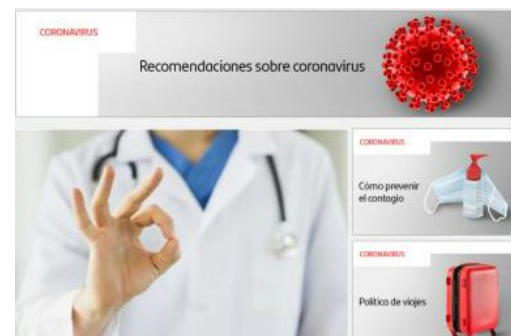 CORONAVIRUS
Recomendaciones sobre coronavirus
CORONAVIRUS
Cómo prevenir
el contagio
CORONAVIRUS
Política de viajes